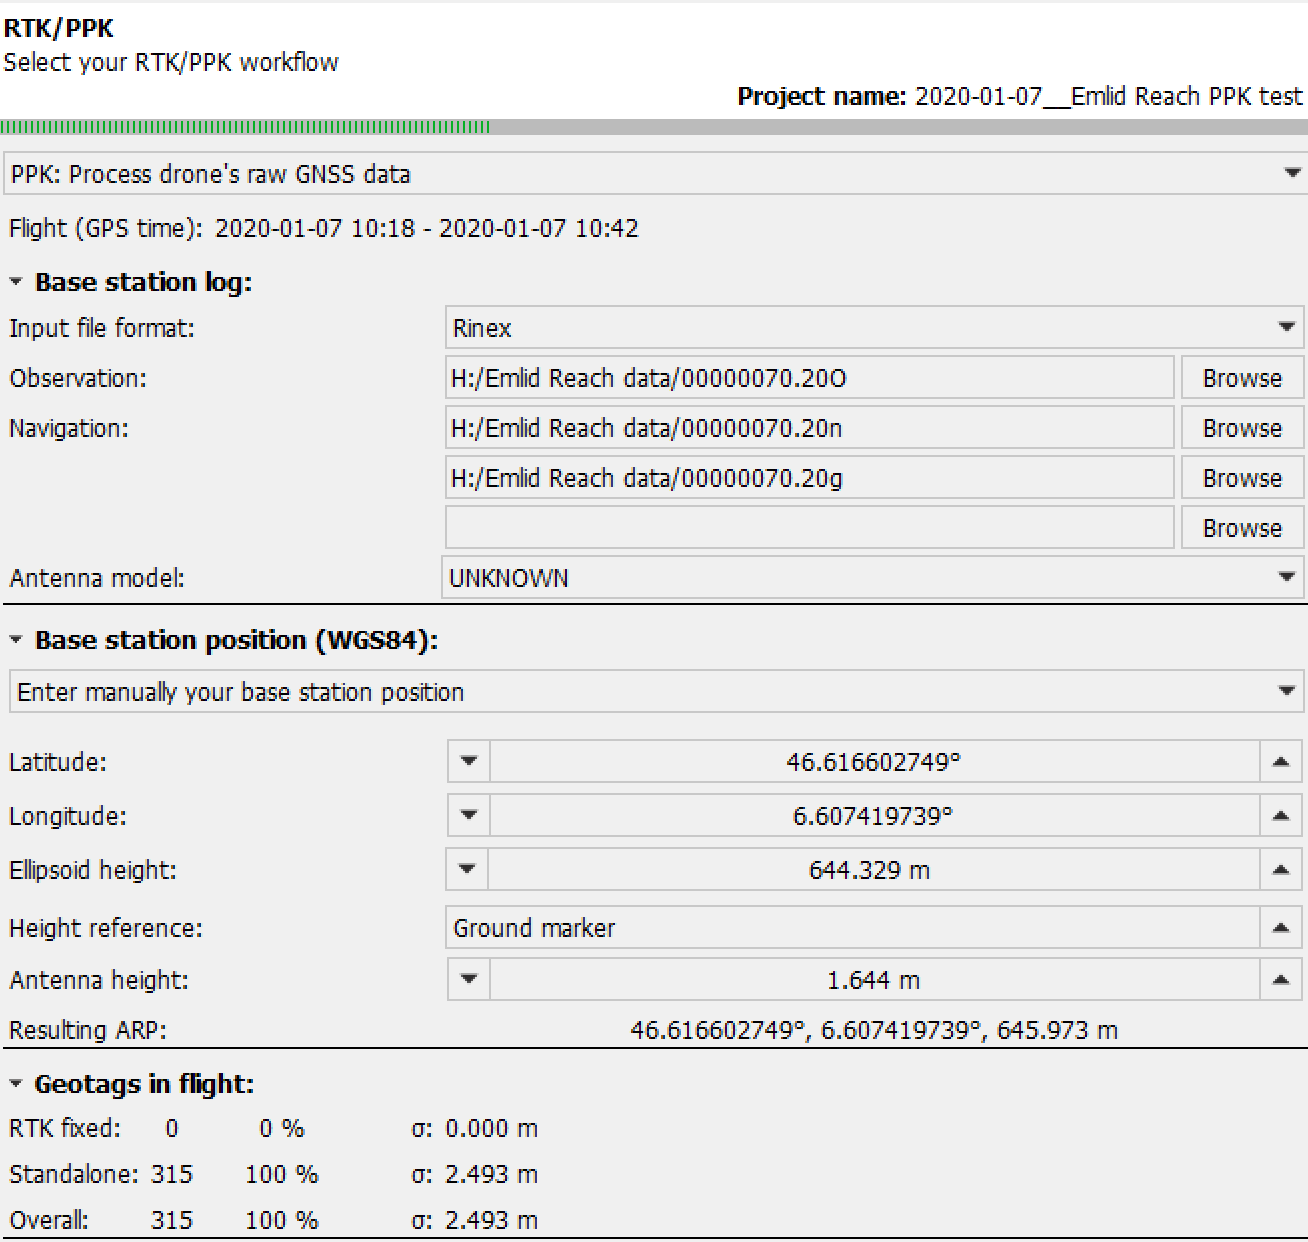 RTK/PPK
Select your RTK/PPK workflow
Project name: 2020-01-07__Emlid Reach PPK test
PPK: Process drone's raw GNSS data
Flight (GPS time): 2020-01-07 10:18 - 2020-01-07 10:42
Base station log:
Input file format: Rinex
Observation: H:/Emlid Reach data/00000070.20O Browse
Navigation: H:/Emlid Reach data/00000070.20n Browse
H:/Emlid Reach data/00000070.20g Browse
Browse
Antenna model: UNKNOWN
Base station position (WGS84):
Enter manually your base station position
Latitude: 46.616602749°
Longitude: 6.607419739°
Ellipsoid height: 644.329 m
Height reference: Ground marker
Antenna height: 1.644 m
Resulting ARP: 46.616602749°, 6.607419739°, 645.973 m
Geotags in flight:
RTK fixed: 0 0 % σ: 0.000 m
Standalone: 315 100 % σ: 2.493 m
Overall: 315 100 % σ: 2.493 m